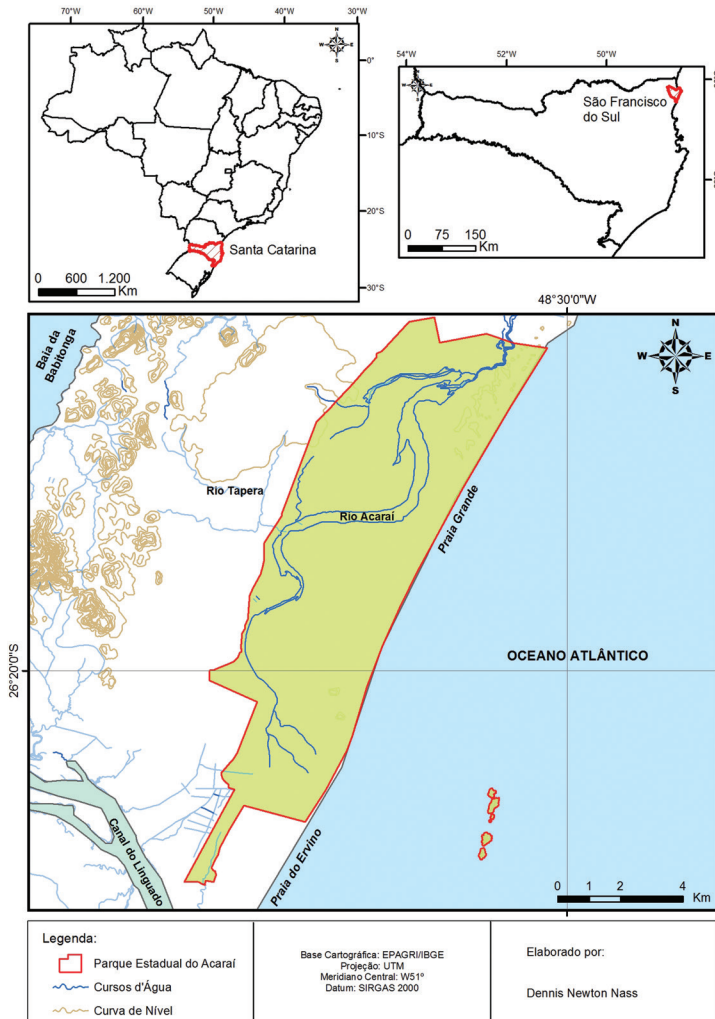 70°W
60°W
50°W
40°W
N
W
E
S
0°
10°S
20°S
30°S
Santa Catarina
0 600 1.200
Km
54°W
52°W
50°W
N
W
E
S
São Francisco
do Sul
0 75 150
Km
48°30'0"W
Baia da
Babitonga
N
W
E
S
Rio Tapera
Rio Acaraí
Praia Grande
26°20'0"S
OCEANO ATLÂNTICO
Canal do Linguado
Praia do Ervino
0 1 2 4
Km
Legenda:
Parque Estadual do Acaraí
Cursos d'Água
Curva de Nível
Base Cartográfica: EPAGRI/IBGE
Projeção: UTM
Meridiano Central: W51º
Datum: SIRGAS 2000
Elaborado por:
Dennis Newton Nass